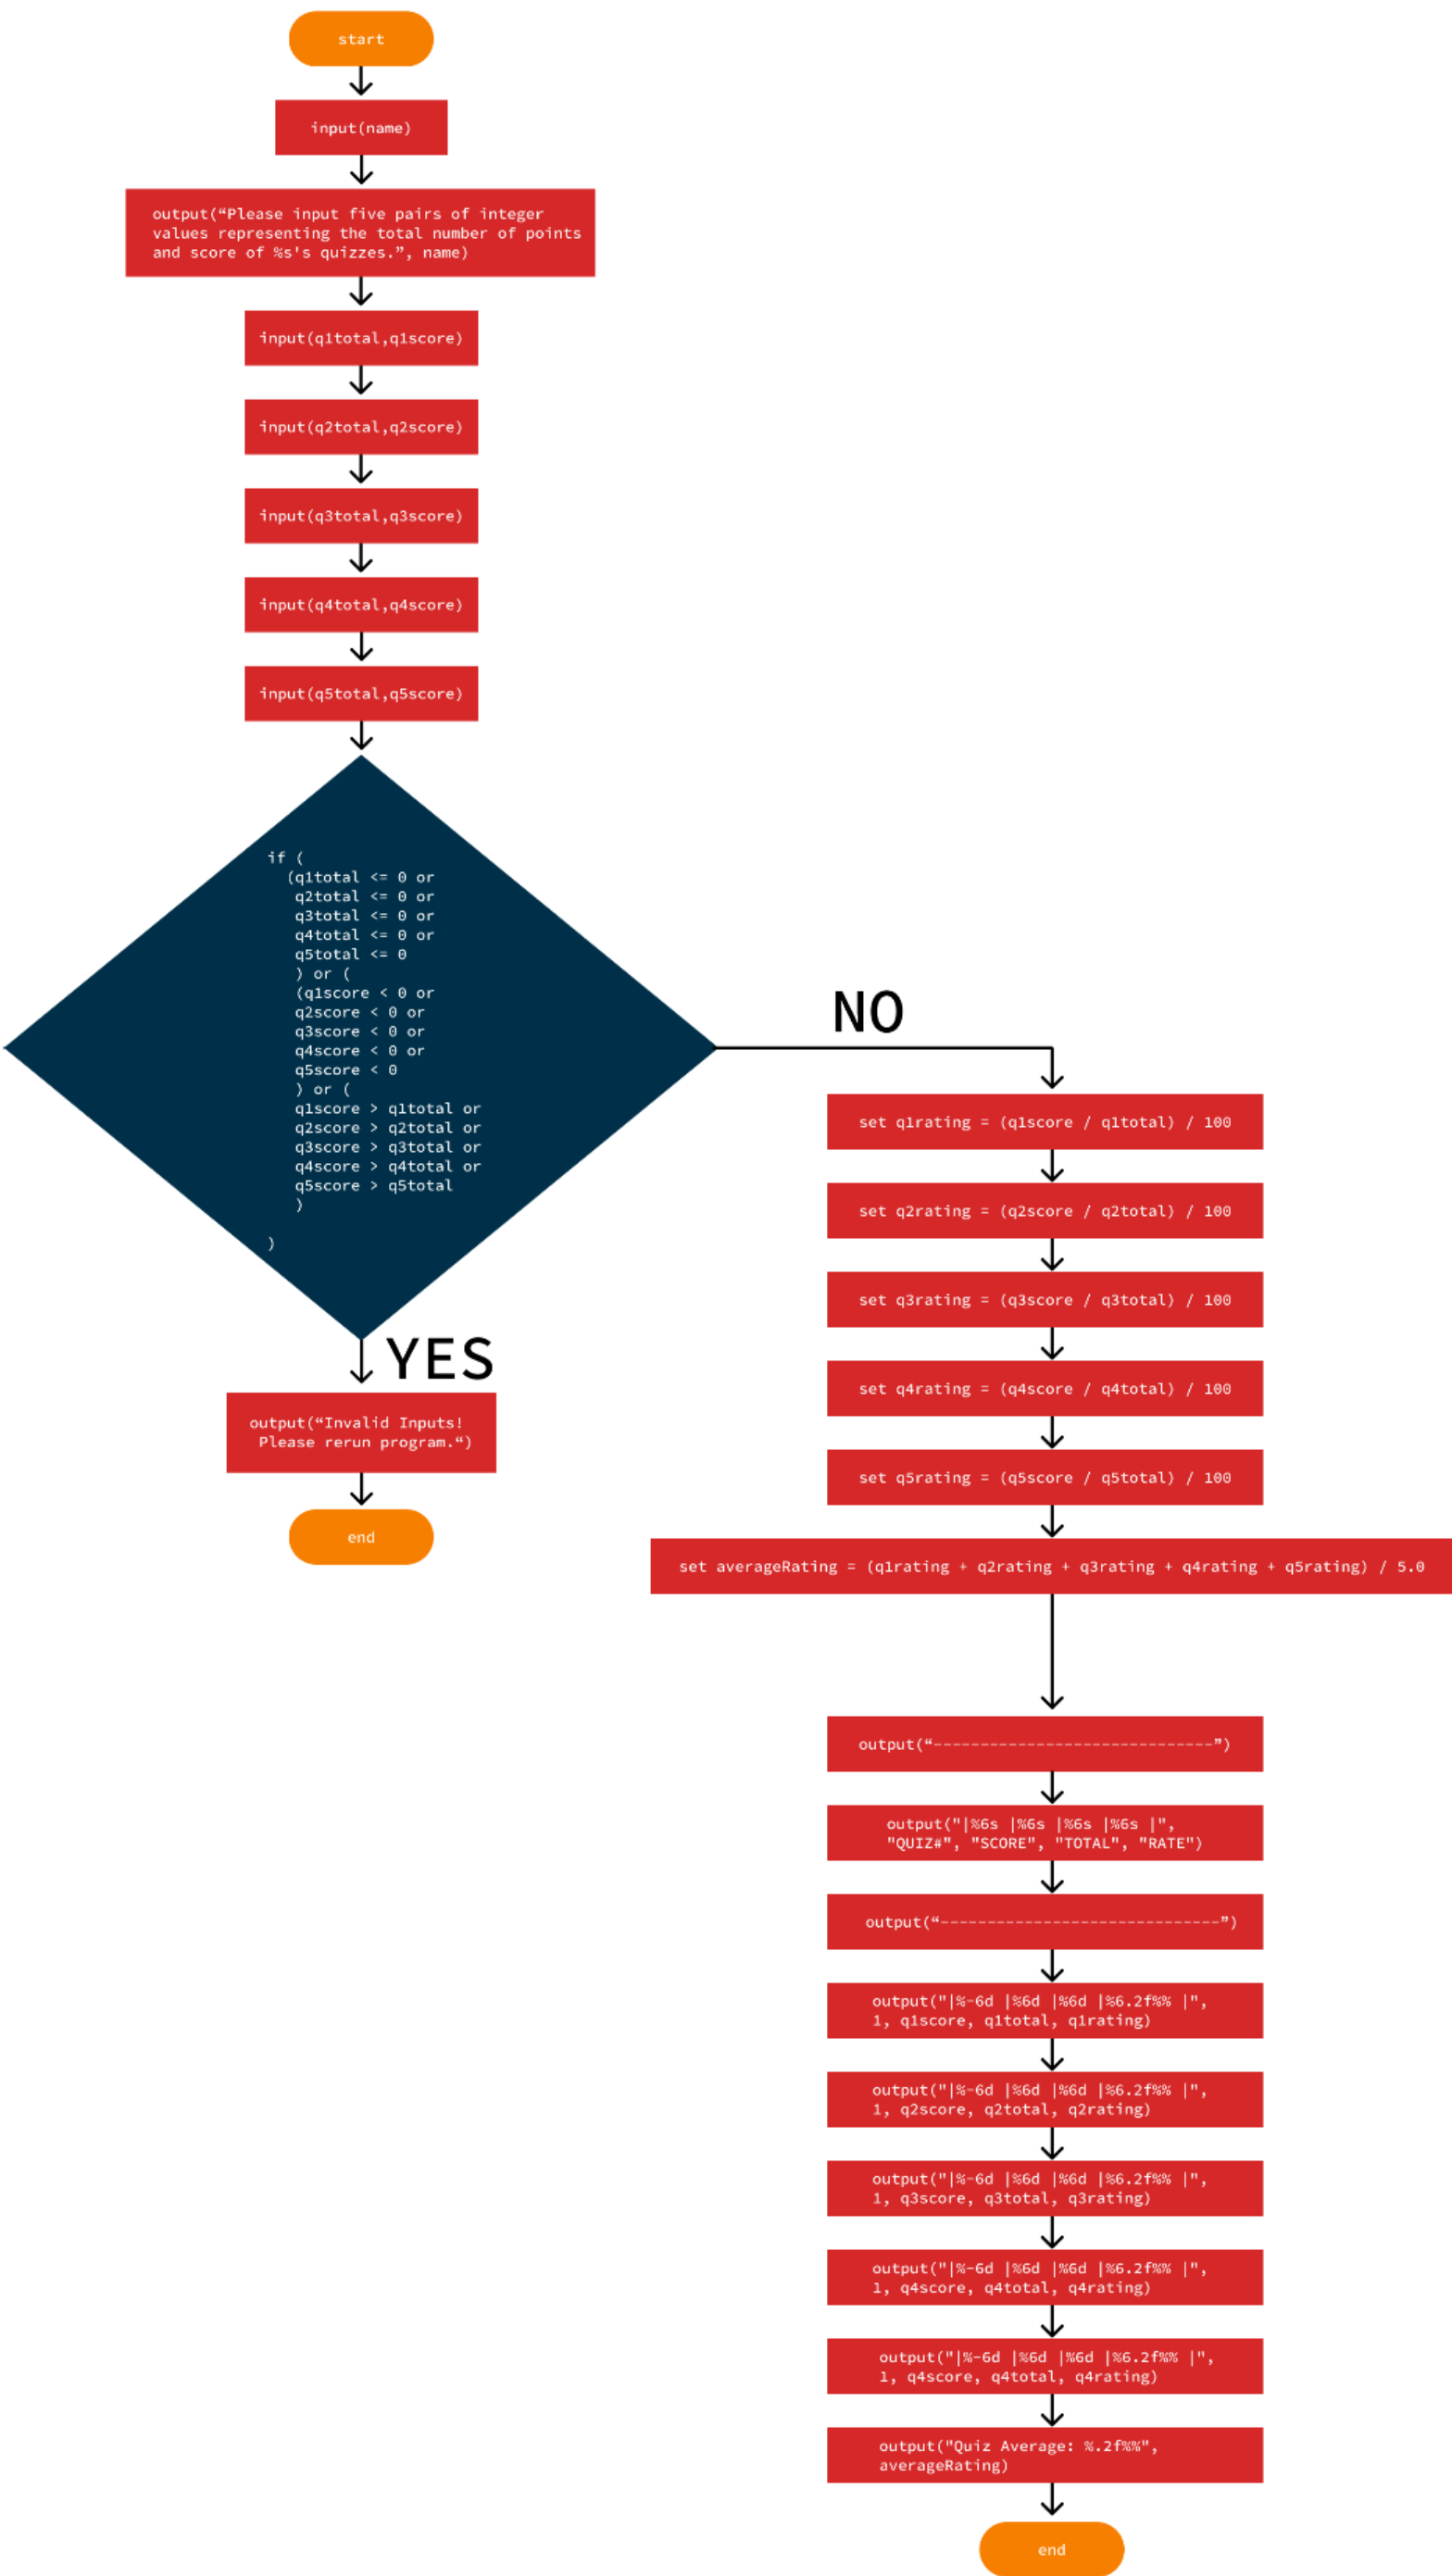 start
input(name)
output(“Please input five pairs of integer
values representing the total number of points
and score of %s's quizzes.”, name)
input(q1total,q1score)
input(q2total,q2score)
input(q3total,q3score)
input(q4total,q4score)
input(q5total,q5score)
if (
(q1total <= 0 or
q2total <= 0 or
q3total <= 0 or
q4total <= 0 or
q5total <= 0
) or (
(q1score < 0 or
q2score < 0 or
q3score < 0 or
q4score < 0 or
q5score < 0
) or (
q1score > q1total or
q2score > q2total or
q3score > q3total or
q4score > q4total or
q5score > q5total
)
)
YES
output(“Invalid Inputs!
Please rerun program.“)
end
NO
set q1rating = (q1score / q1total) / 100
set q2rating = (q2score / q2total) / 100
set q3rating = (q3score / q3total) / 100
set q4rating = (q4score / q4total) / 100
set q5rating = (q5score / q5total) / 100
set averageRating = (q1rating + q2rating + q3rating + q4rating + q5rating) / 5.0
output(“------------------------------”)
output("|%6s |%6s |%6s |%6s |",
"QUIZ#", "SCORE", "TOTAL", "RATE")
output(“------------------------------”)
output("|%-6d |%6d |%6d |%6.2f%% |",
1, q1score, q1total, q1rating)
output("|%-6d |%6d |%6d |%6.2f%% |",
1, q2score, q2total, q2rating)
output("|%-6d |%6d |%6d |%6.2f%% |",
1, q3score, q3total, q3rating)
output("|%-6d |%6d |%6d |%6.2f%% |",
1, q4score, q4total, q4rating)
output("|%-6d |%6d |%6d |%6.2f%% |",
1, q4score, q4total, q4rating)
output("Quiz Average: %.2f%%",
averageRating)
end